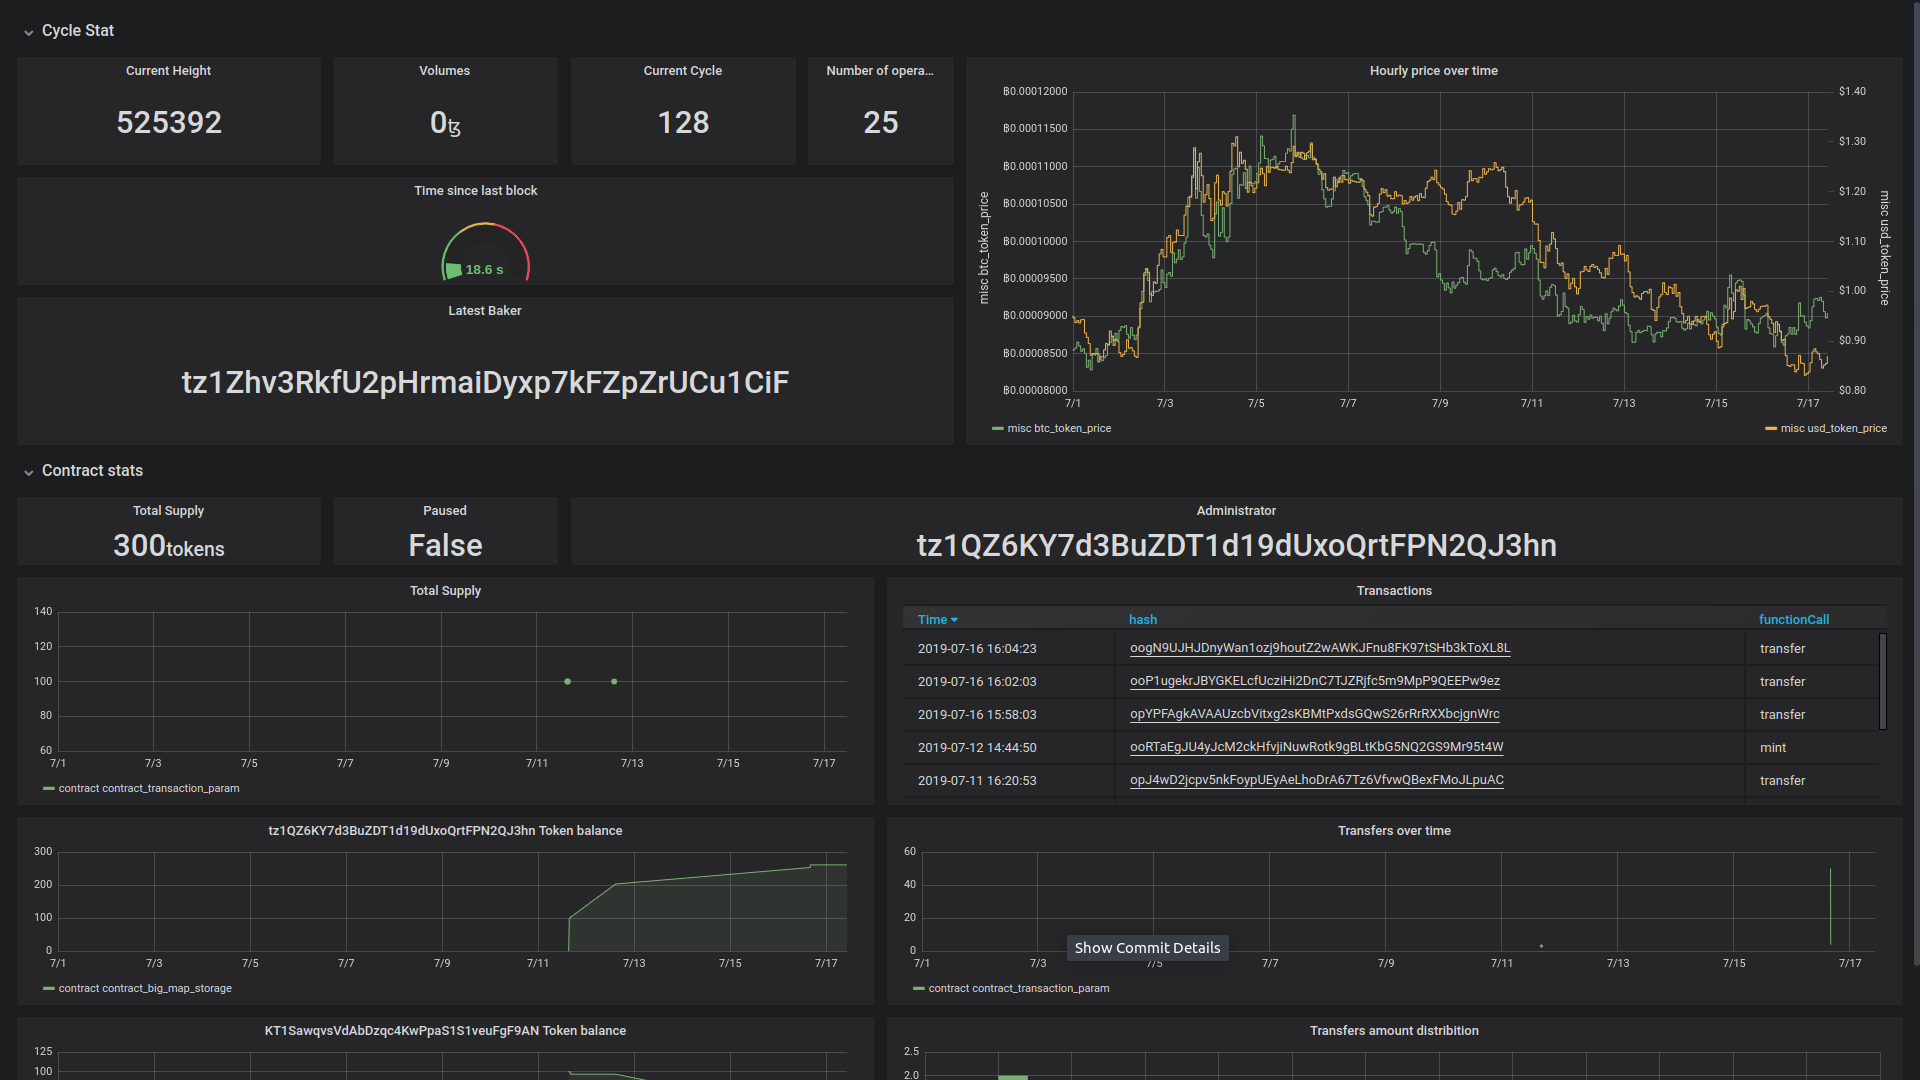 Cycle Stat
Current Height
525392
Volumes
0ꜩ
Current Cycle
128
Number of opera...
25
Time since last block
18.6 s
Latest Baker
tz1Zhv3RkfU2pHrmaiDyxp7kFZpZrUCu1CiF
Hourly price over time
฿0.00012000
฿0.00011500
฿0.00011000
฿0.00010500
฿0.00010000
฿0.00009500
฿0.00009000
฿0.00008500
฿0.00008000
misc btc_token_price
$1.40
$1.30
$1.20
$1.10
$1.00
$0.90
$0.80
misc usd_token_price
7/1 7/3 7/5 7/7 7/9 7/11 7/13 7/15 7/17
misc btc_token_price misc usd_token_price
Contract stats
Total Supply
300tokens
Paused
False
Administrator
tz1QZ6KY7d3BuZDT1d19dUxoQrtFPN2QJ3hn
Total Supply
140
120
100
80
60
7/1 7/3 7/5 7/7 7/9 7/11 7/13 7/15 7/17
contract contract_transaction_param
Transactions
Time hash functionCall
2019-07-16 16:04:23 oogN9UJHJDnyWan1ozj9houtZ2wAWKJFnu8FK97tSHb3kToXL8L transfer
2019-07-16 16:02:03 ooP1ugekrJBYGKELcfUcziHi2DnC7TJZRjfc5m9MpP9QEEPw9ez transfer
2019-07-16 15:58:03 opYPFAgkAVAAUzcbVitxg2sKBMtPxdsGQwS26rRrRXXbcjgnWrc transfer
2019-07-12 14:44:50 ooRTaEgJU4yJcM2ckHfvjiNuwRotk9gBLtKbG5NQ2GS9Mr95t4W mint
2019-07-11 16:20:53 opJ4wD2jcpv5nkFoypUEyAeLhoDrA67Tz6VfvwQBexFMoJLpuAC transfer
tz1QZ6KY7d3BuZDT1d19dUxoQrtFPN2QJ3hn Token balance
300
200
100
0
7/1 7/3 7/5 7/7 7/9 7/11 7/13 7/15 7/17
contract contract_big_map_storage
Transfers over time
60
40
20
0
Show Commit Details
7/1 7/3 7/5 7/7 7/9 7/11 7/13 7/15 7/17
contract contract_transaction_param
KT1SawqvsVdAbDzqc4KwPpaS1S1veuFgF9AN Token balance
125
100
Transfers amount distribition
2.5
2.0